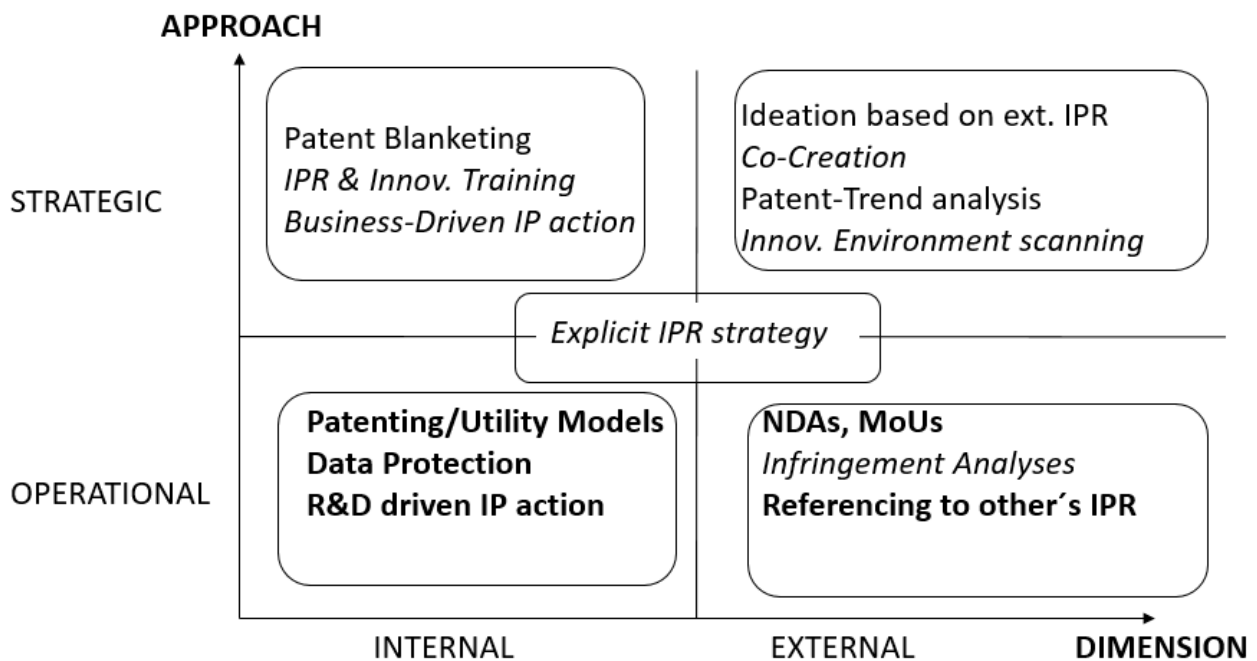 APPROACH
STRATEGIC
Patent Blanketing
IPR & Innov. Training
Business-Driven IP action
Ideation based on ext. IPR
Co-Creation
Patent-Trend analysis
Innov. Environment scanning
Explicit IPR strategy
OPERATIONAL
Patenting/Utility Models
Data Protection
R&D driven IP action
NDAs, MoUs
Infringement Analyses
Referencing to other´s IPR
INTERNAL
EXTERNAL
DIMENSION